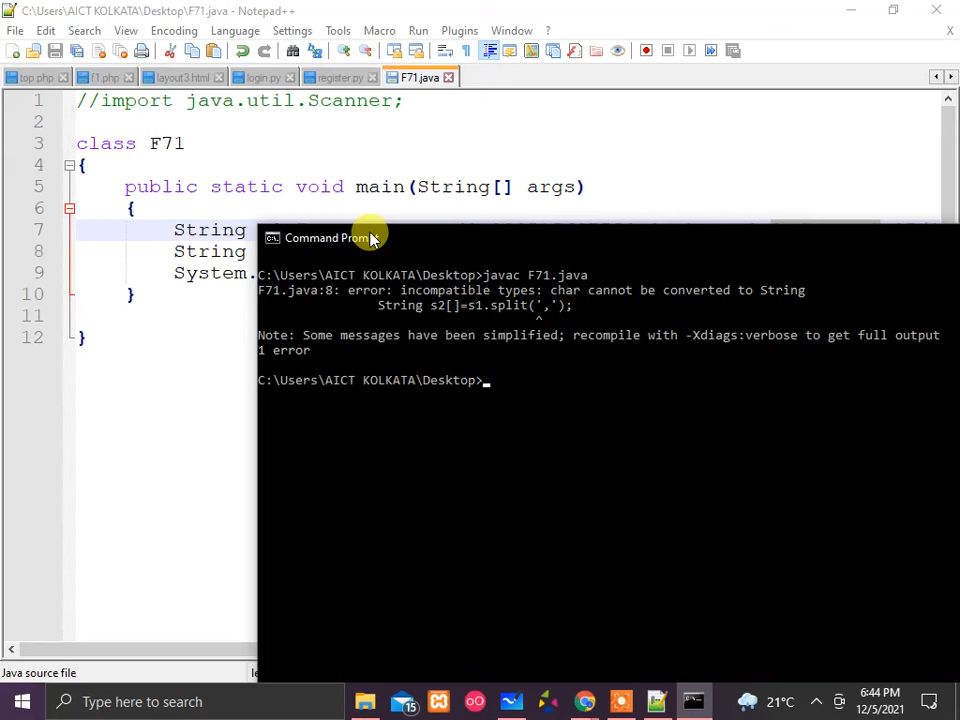 C:\Users\AICT KOLKATA\Desktop\F71.java - Notepad++
File Edit Search View Encoding Language Settings Tools Macro Run Plugins Window ? X
top php f1.php layout3.html login.py register.py F71.java
1 //import java.util.Scanner;
2
3 class F71
4 {
5 public static void main(String[] args)
6 {
7 String
8 String
9 System.
10 }
11
12 }
Command Prom
C:\Users\AICT KOLKATA\Desktop>javac F71.java
F71.java:8: error: incompatible types: char cannot be converted to String
String s2[]=s1.split(',');
^
Note: Some messages have been simplified; recompile with -Xdiags:verbose to get full output
1 error
C:\Users\AICT KOLKATA\Desktop>
Java source file le
Type here to search
15
21°C
6:44 PM
12/5/2021